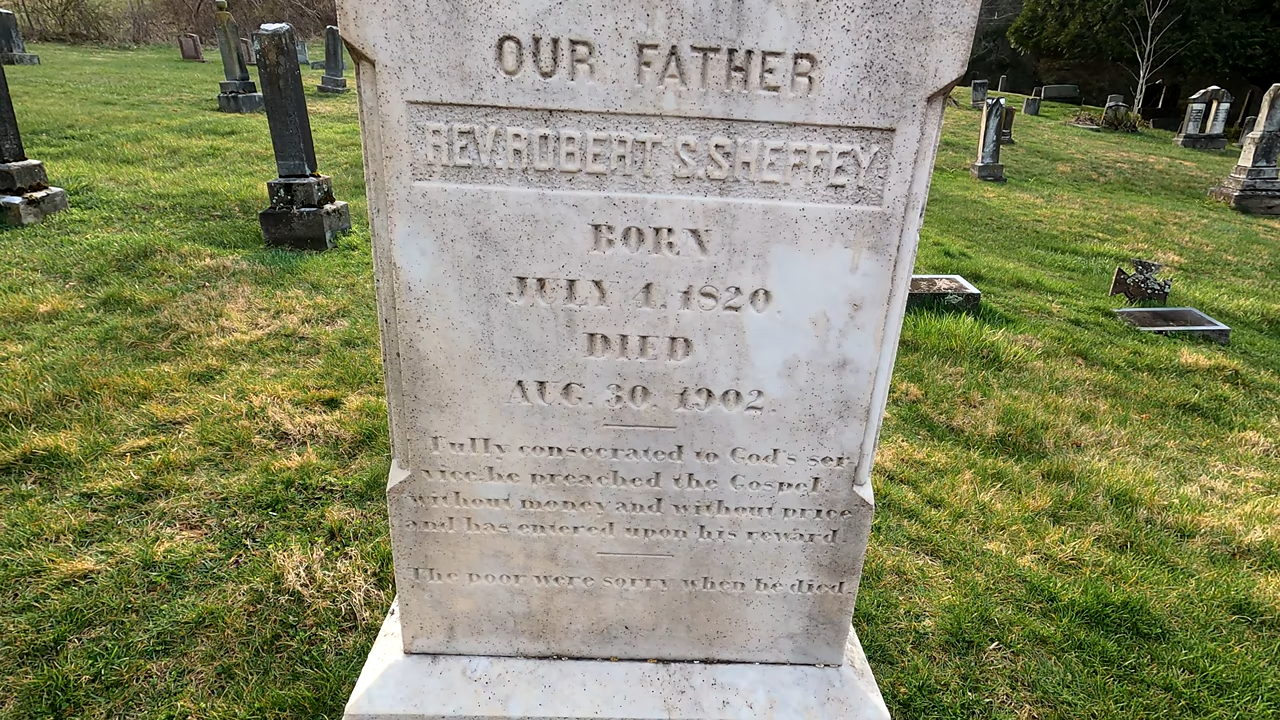 OUR FATHER
REV. ROBERT S. SHEFFEY
BORN
JULY 4, 1820.
DIED
AUG. 30, 1902.
Fully consecrated to God's ser-
vice he preached the Gospel
without money and without price
and has entered upon his reward
The poor were sorry when he died.